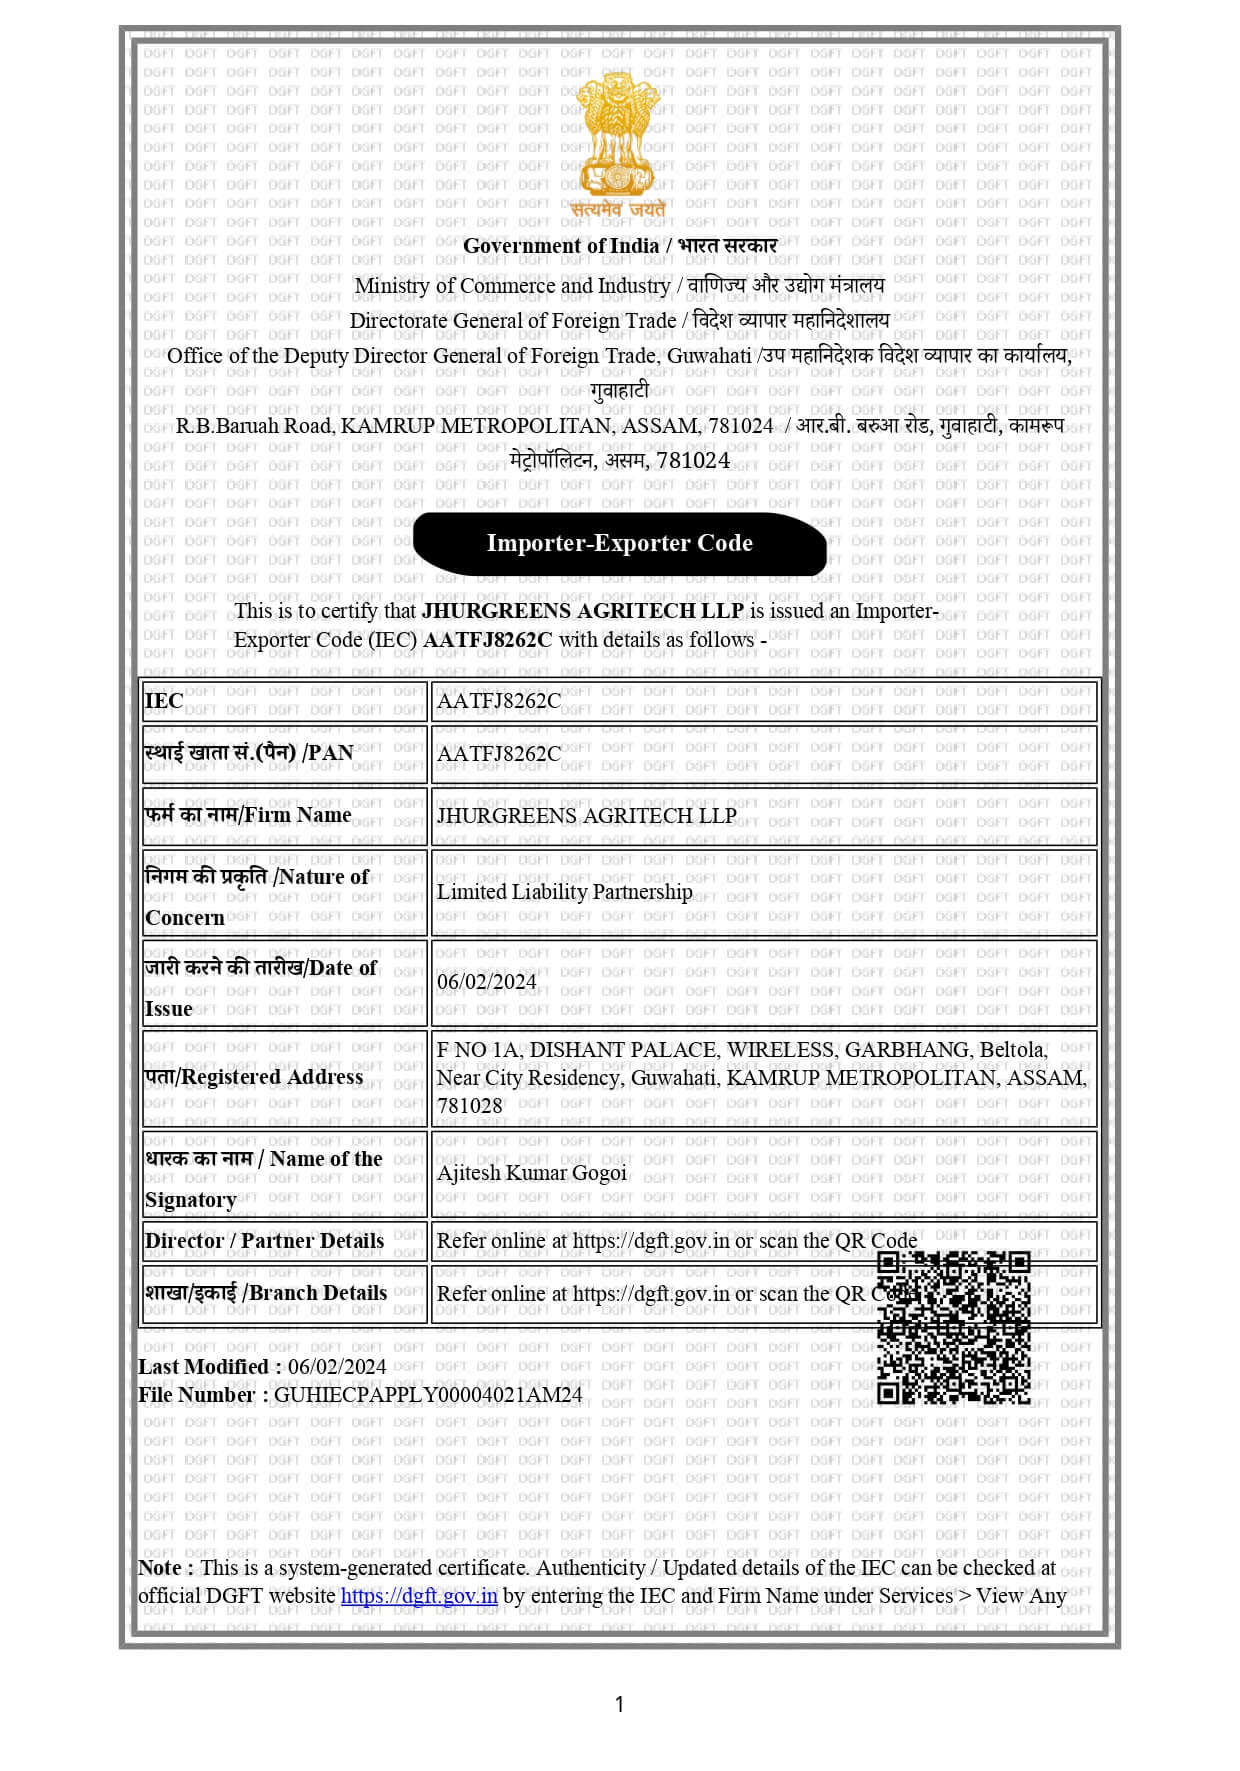 सत्यमेव जयते
Government of India / भारत सरकार
Ministry of Commerce and Industry / वाणिज्य और उद्योग मंत्रालय
Directorate General of Foreign Trade / विदेश व्यापार महानिदेशालय
Office of the Deputy Director General of Foreign Trade, Guwahati /उप महानिदेशक विदेश व्यापार का कार्यालय,
गुवाहाटी
R.B.Baruah Road, KAMRUP METROPOLITAN, ASSAM, 781024 / आर.बी. बरुआ रोड, गुवाहाटी, कामरूप
मेट्रोपॉलिटन, असम, 781024
Importer-Exporter Code
This is to certify that JHURGREENS AGRITECH LLP is issued an Importer-
Exporter Code (IEC) AATFJ8262C with details as follows -
IEC AATFJ8262C
स्थाई खाता सं.(पैन) /PAN AATFJ8262C
फर्म का नाम/Firm Name JHURGREENS AGRITECH LLP
निगम की प्रकृति /Nature of
Concern
Limited Liability Partnership
जारी करने की तारीख/Date of
Issue
06/02/2024
पता/Registered Address
F NO 1A, DISHANT PALACE, WIRELESS, GARBHANG, Beltola,
Near City Residency, Guwahati, KAMRUP METROPOLITAN, ASSAM,
781028
धारक का नाम / Name of the
Signatory
Ajitesh Kumar Gogoi
Director / Partner Details Refer online at https://dgft.gov.in or scan the QR Code
शाखा/इकाई /Branch Details Refer online at https://dgft.gov.in or scan the QR Code
Last Modified : 06/02/2024
File Number : GUHIECPAPPLY00004021AM24
Note : This is a system-generated certificate. Authenticity / Updated details of the IEC can be checked at
official DGFT website https://dgft.gov.in by entering the IEC and Firm Name under Services > View Any
1